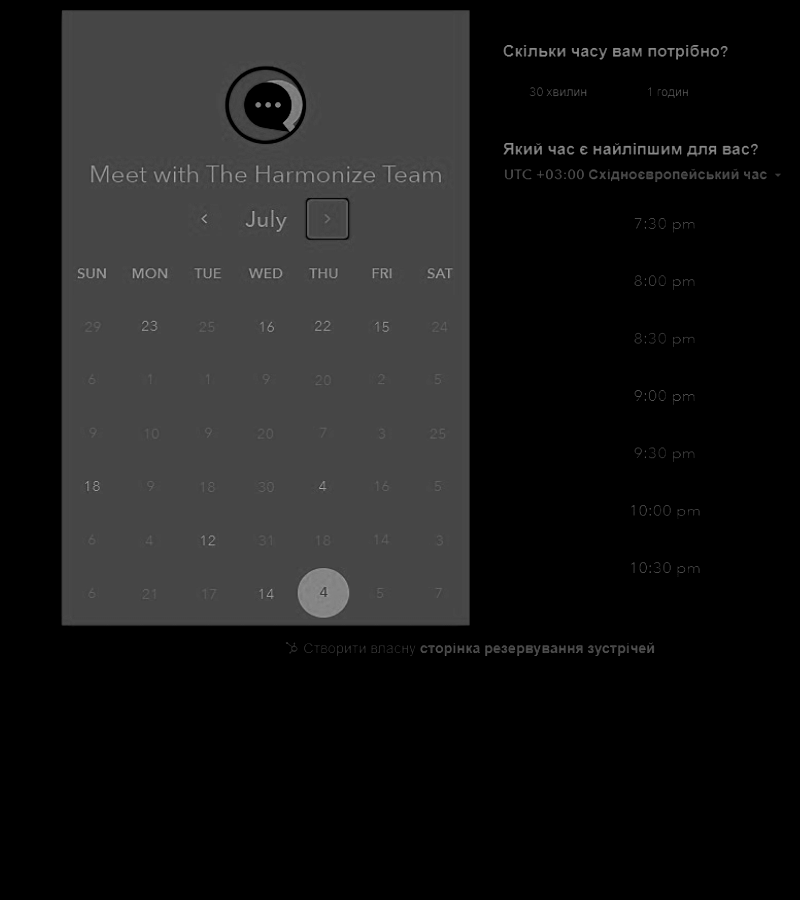 Meet with The Harmonize Team
July
SUN MON TUE WED THU FRI SAT
29 23 25 16 22 15 24
6 1 1 9 20 2 5
9 10 9 20 7 3 25
18 9 18 30 4 16 5
6 4 12 31 18 14 3
6 21 17 14 4 5 7
Скільки часу вам потрібно?
30 хвилин 1 годин
Який час є найліпшим для вас?
UTC +03:00 Східноєвропейський час
7:30 pm
8:00 pm
8:30 pm
9:00 pm
9:30 pm
10:00 pm
10:30 pm
Створити власну сторінка резервування зустрічей